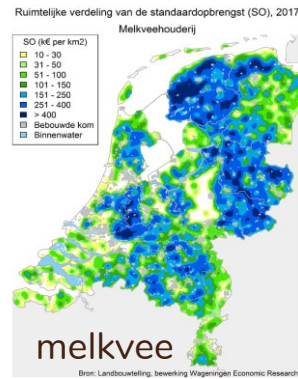 Ruimtelijke verdeling van de standaardopbrengst (SO), 2017
Melkveehouderij
SO (k€ per km2)
10 - 30
31 - 50
51 - 100
101 - 150
151 - 250
251 - 400
> 400
Bebouwde kom
Binnenwater
melkvee
Bron: Landbouwtelling, bewerking Wageningen Economic Research